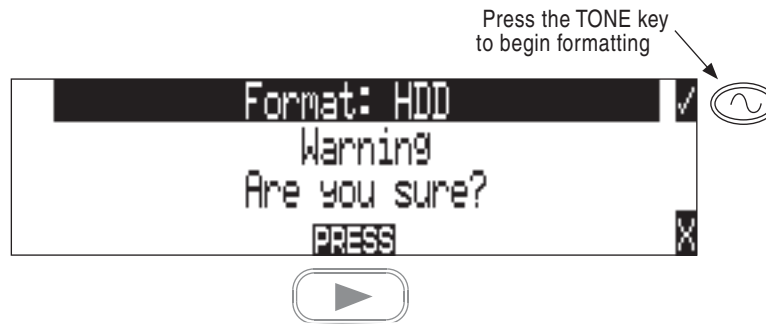 Press the TONE key
to begin formatting
Format: HDD
Warning
Are you sure?
PRESS
X